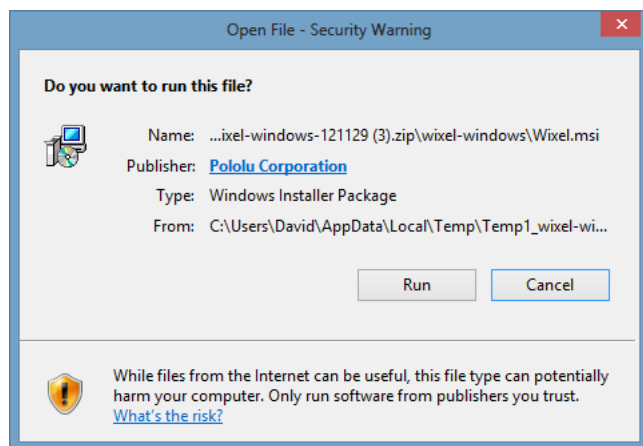 Open File - Security Warning
Do you want to run this file?
Name: ...ixel-windows-121129 (3).zip\wixel-windows\Wixel.msi
Publisher: Pololu Corporation
Type: Windows Installer Package
From: C:\Users\David\AppData\Local\Temp\Temp1_wixel-wi...
Run Cancel
While files from the Internet can be useful, this file type can potentially
harm your computer. Only run software from publishers you trust.
What's the risk?